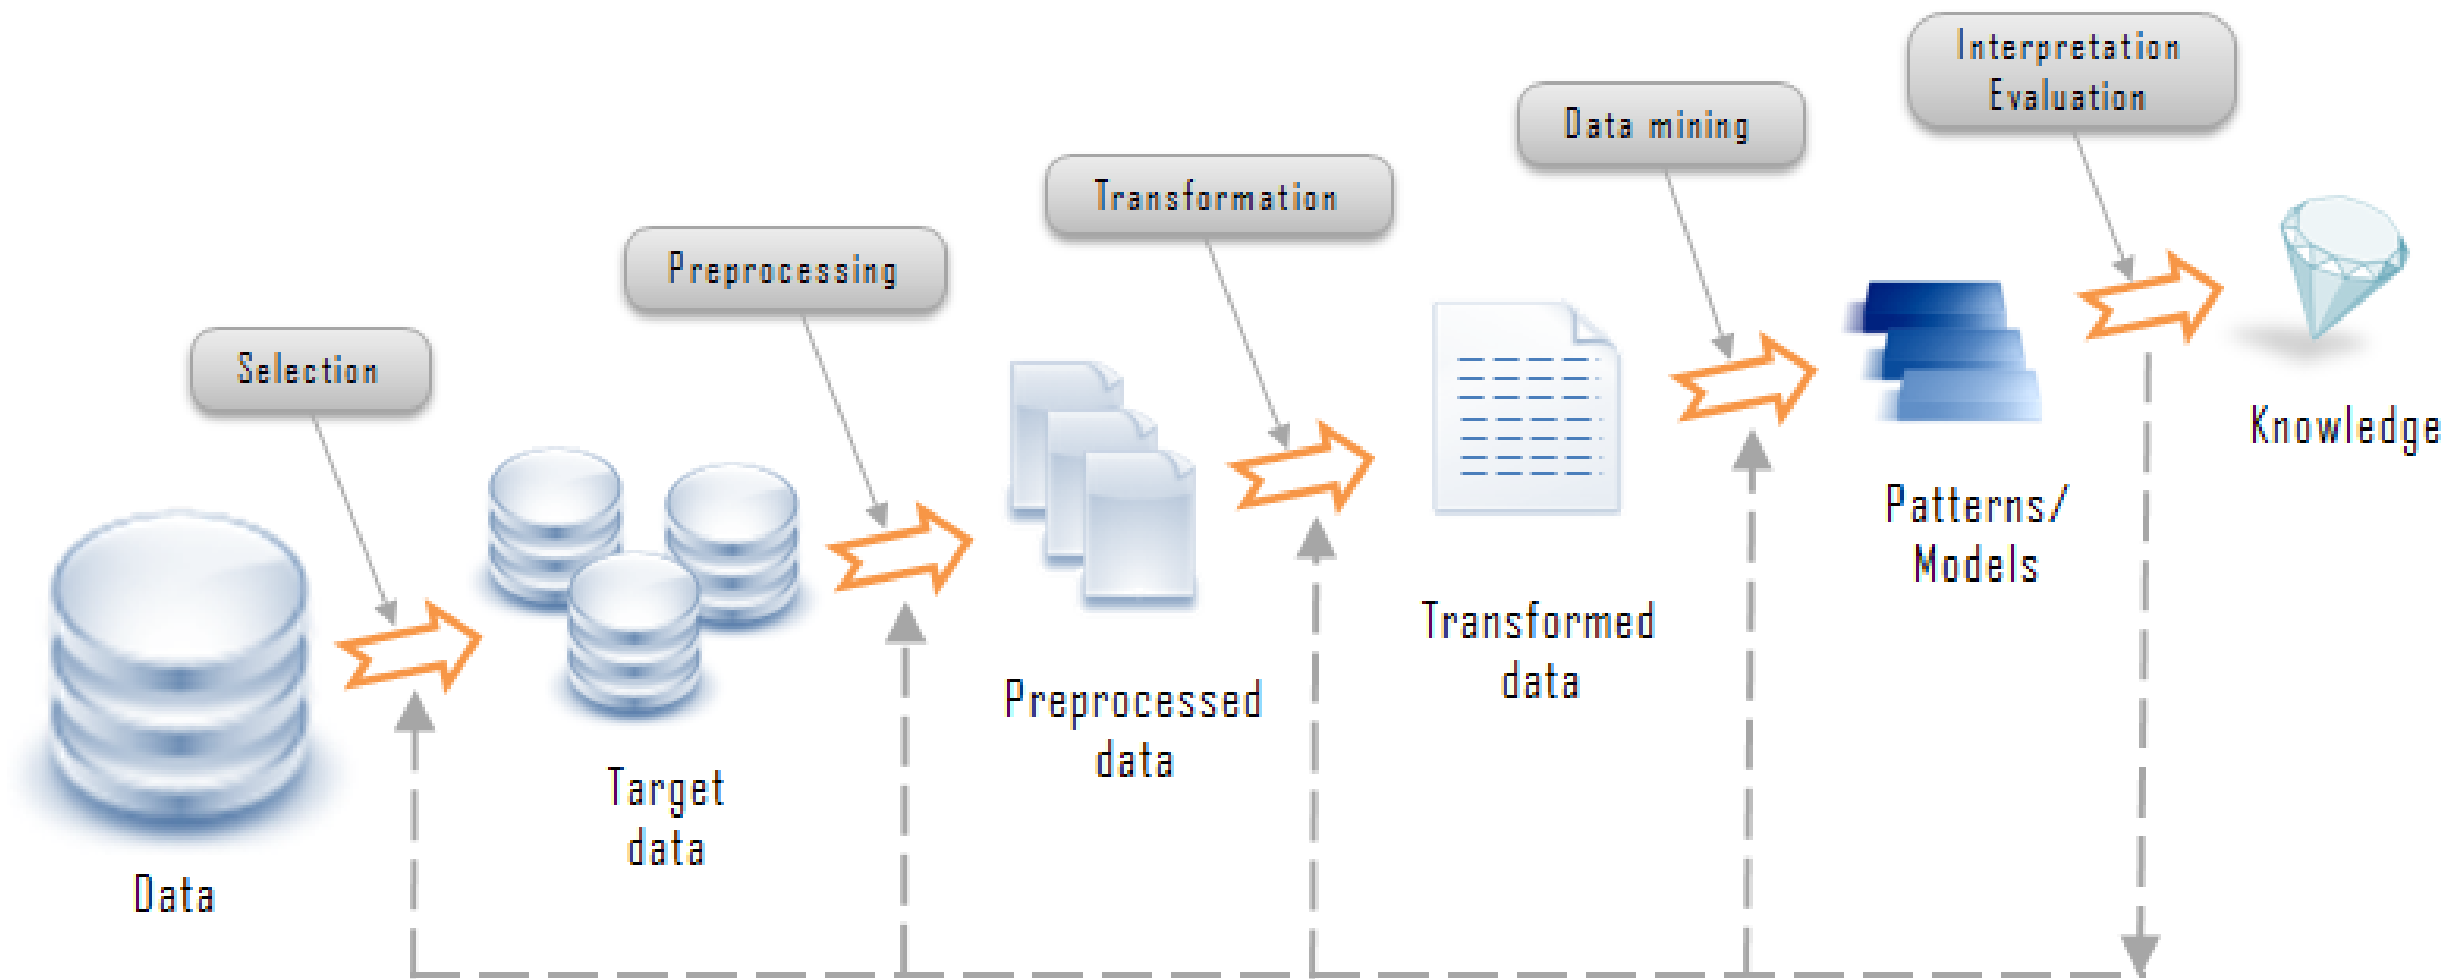 Interpretation
Evaluation
Data mining
Transformation
Preprocessing
Selection
Knowledge
Patterns/
Models
Transformed
data
Preprocessed
data
Target
data
Data